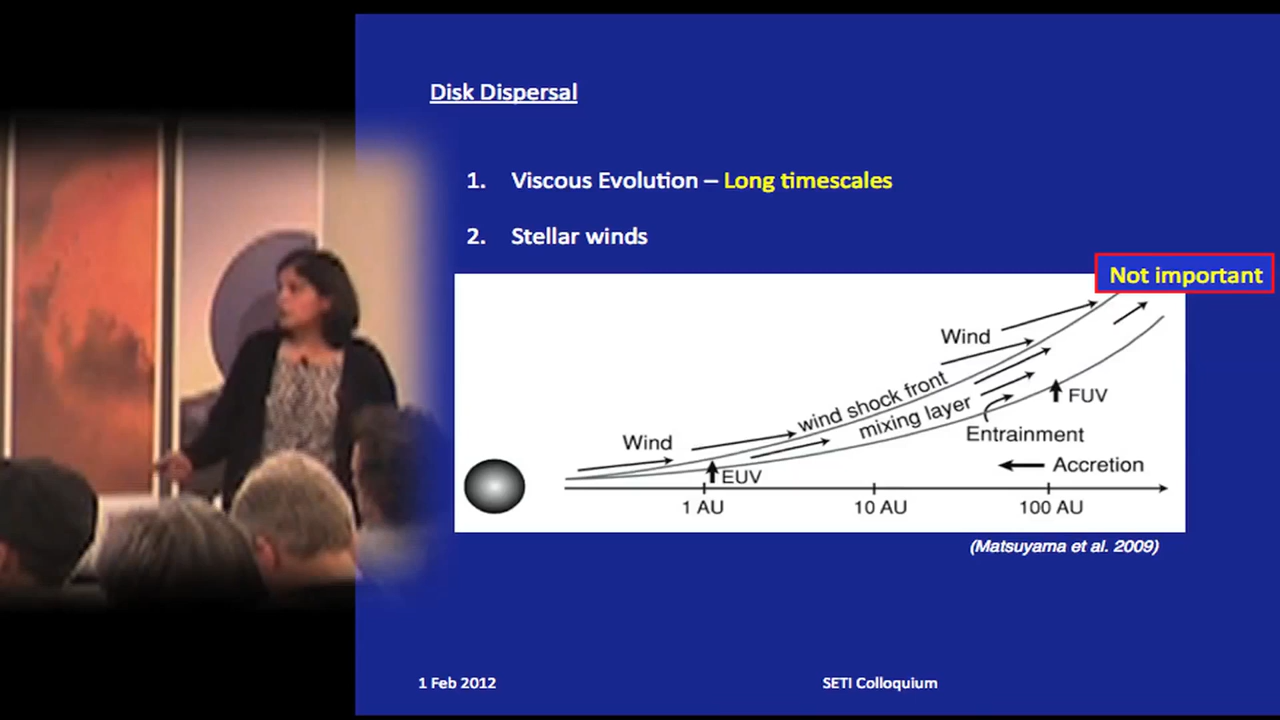 Disk Dispersal
1. Viscous Evolution – Long timescales
2. Stellar winds
Not important
Wind
wind shock front
mixing layer
FUV
Entrainment
Wind
EUV
Accretion
1 AU
10 AU
100 AU
(Matsuyama et al. 2009)
1 Feb 2012
SETI Colloquium